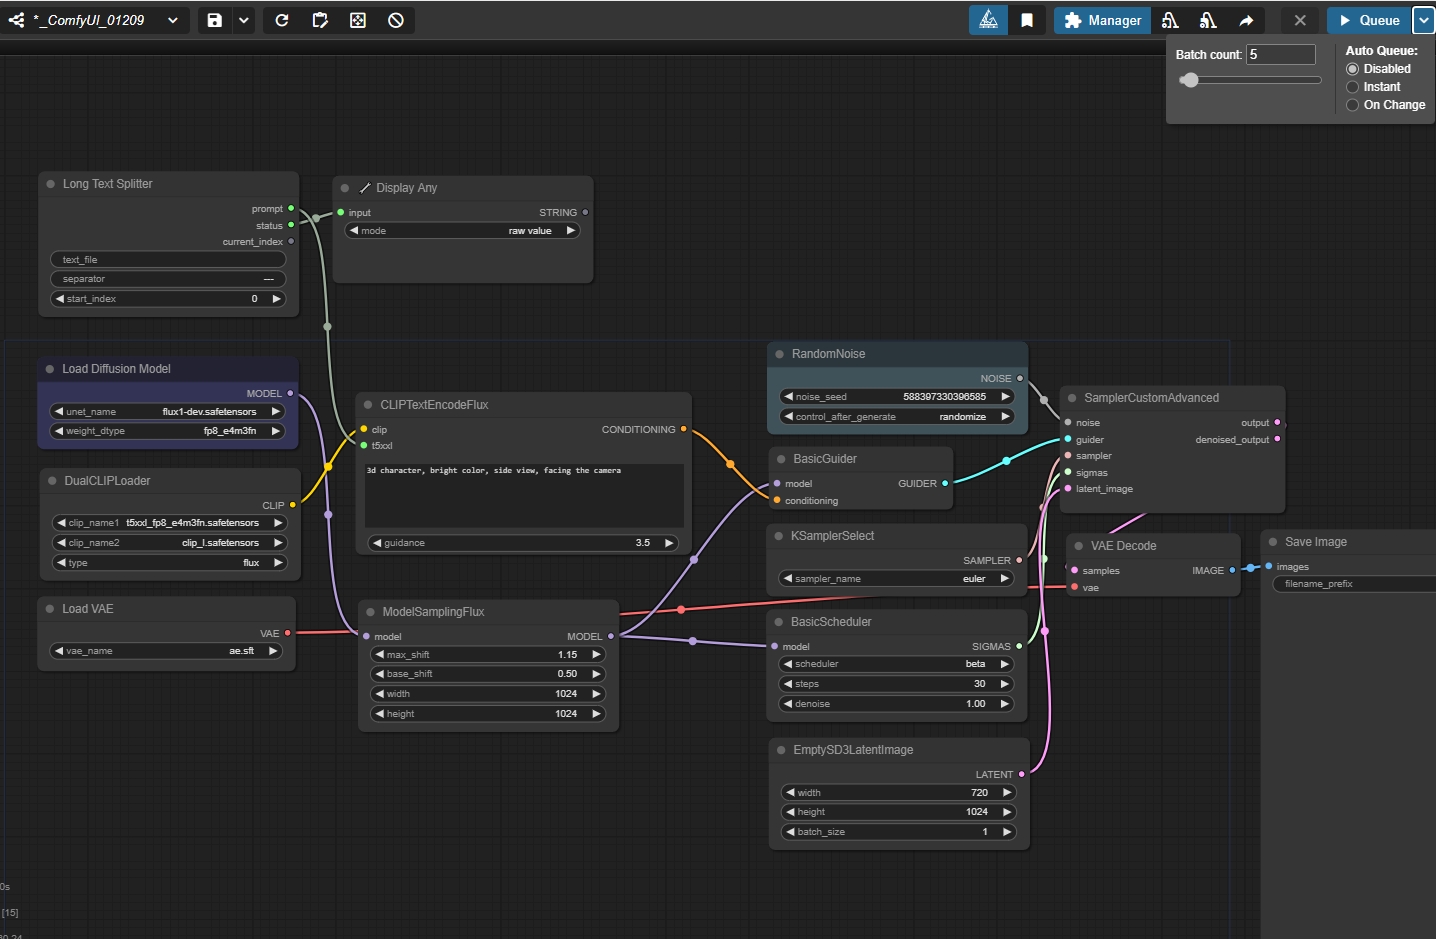 *_ComfyUI_01209
Manager
Queue
Batch count: 5
Auto Queue:
Disabled
Instant
On Change
Long Text Splitter
prompt
status
current_index
text_file
separator ---
start_index 0
Display Any
input STRING
mode raw value
Load Diffusion Model
MODEL
unet_name flux1-dev.safetensors
weight_dtype fp8_e4m3fn
DualCLIPLoader
CLIP
clip_name1 t5xxl_fp8_e4m3fn.safetensors
clip_name2 clip_l.safetensors
type flux
Load VAE
VAE
vae_name ae.sft
CLIPTextEncodeFlux
clip CONDITIONING
t5xxl
3d character, bright color, side view, facing the camera
guidance 3.5
ModelSamplingFlux
model MODEL
max_shift 1.15
base_shift 0.50
width 1024
height 1024
RandomNoise
NOISE
noise_seed 588397330396585
control_after_generate randomize
BasicGuider
model GUIDER
conditioning
KSamplerSelect
SAMPLER
sampler_name euler
BasicScheduler
model SIGMAS
scheduler beta
steps 30
denoise 1.00
EmptySD3LatentImage
LATENT
width 720
height 1024
batch_size 1
SamplerCustomAdvanced
noise output
guider denoised_output
sampler
sigmas
latent_image
VAE Decode
samples IMAGE
vae
Save Image
images
filename_prefix
0s
[15]